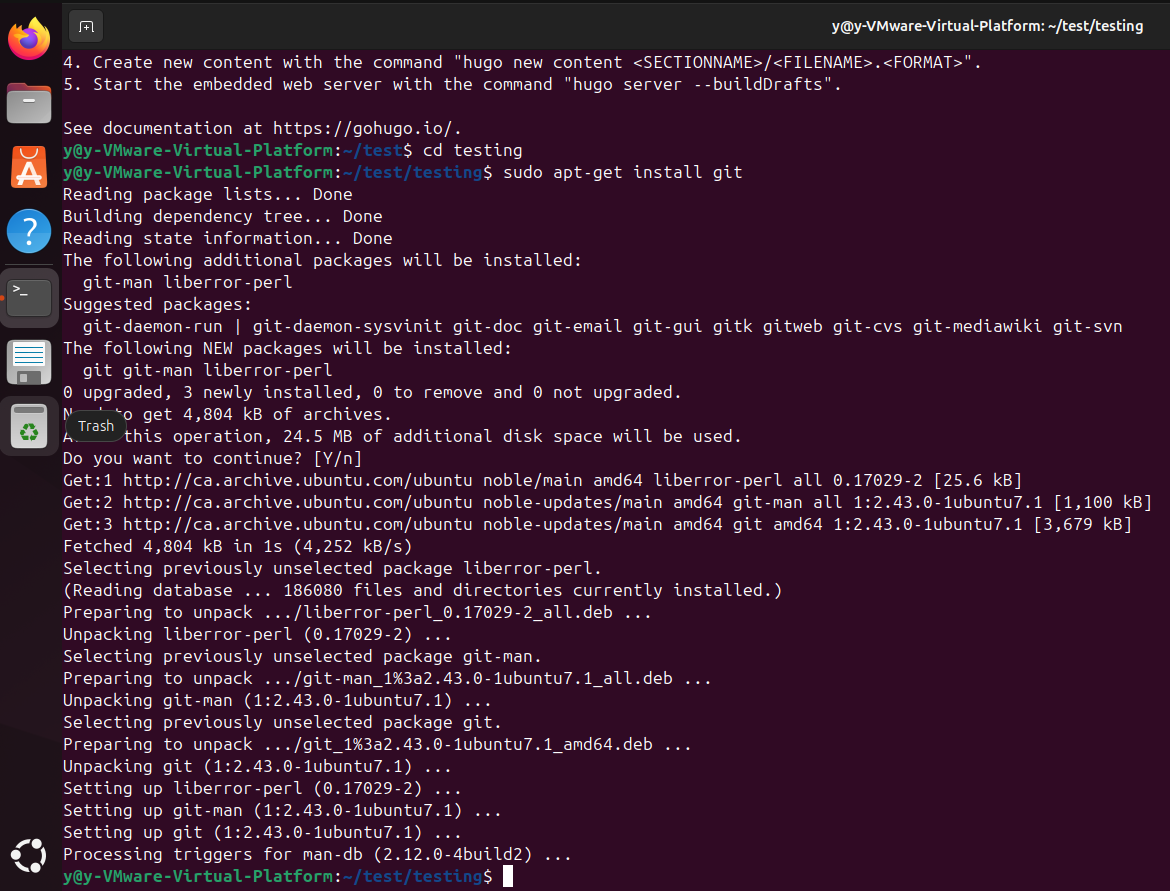 y@y-VMware-Virtual-Platform: ~/test/testing
4. Create new content with the command "hugo new content <SECTIONNAME>/<FILENAME>.<FORMAT>".
5. Start the embedded web server with the command "hugo server --buildDrafts".
See documentation at https://gohugo.io/.
y@y-VMware-Virtual-Platform:~/test$ cd testing
y@y-VMware-Virtual-Platform:~/test/testing$ sudo apt-get install git
Reading package lists... Done
Building dependency tree... Done
Reading state information... Done
The following additional packages will be installed:
git-man liberror-perl
Suggested packages:
git-daemon-run | git-daemon-sysvinit git-doc git-email git-gui gitk gitweb git-cvs git-mediawiki git-svn
The following NEW packages will be installed:
git git-man liberror-perl
0 upgraded, 3 newly installed, 0 to remove and 0 not upgraded.
to get 4,804 kB of archives.
Trash
this operation, 24.5 MB of additional disk space will be used.
Do you want to continue? [Y/n]
Get:1 http://ca.archive.ubuntu.com/ubuntu noble/main amd64 liberror-perl all 0.17029-2 [25.6 kB]
Get:2 http://ca.archive.ubuntu.com/ubuntu noble-updates/main amd64 git-man all 1:2.43.0-1ubuntu7.1 [1,100 kB]
Get:3 http://ca.archive.ubuntu.com/ubuntu noble-updates/main amd64 git amd64 1:2.43.0-1ubuntu7.1 [3,679 kB]
Fetched 4,804 kB in 1s (4,252 kB/s)
Selecting previously unselected package liberror-perl.
(Reading database ... 186080 files and directories currently installed.)
Preparing to unpack .../liberror-perl_0.17029-2_all.deb ...
Unpacking liberror-perl (0.17029-2) ...
Selecting previously unselected package git-man.
Preparing to unpack .../git-man_1%3a2.43.0-1ubuntu7.1_all.deb ...
Unpacking git-man (1:2.43.0-1ubuntu7.1) ...
Selecting previously unselected package git.
Preparing to unpack .../git_1%3a2.43.0-1ubuntu7.1_amd64.deb ...
Unpacking git (1:2.43.0-1ubuntu7.1) ...
Setting up liberror-perl (0.17029-2) ...
Setting up git-man (1:2.43.0-1ubuntu7.1) ...
Setting up git (1:2.43.0-1ubuntu7.1) ...
Processing triggers for man-db (2.12.0-4build2) ...
y@y-VMware-Virtual-Platform:~/test/testing$